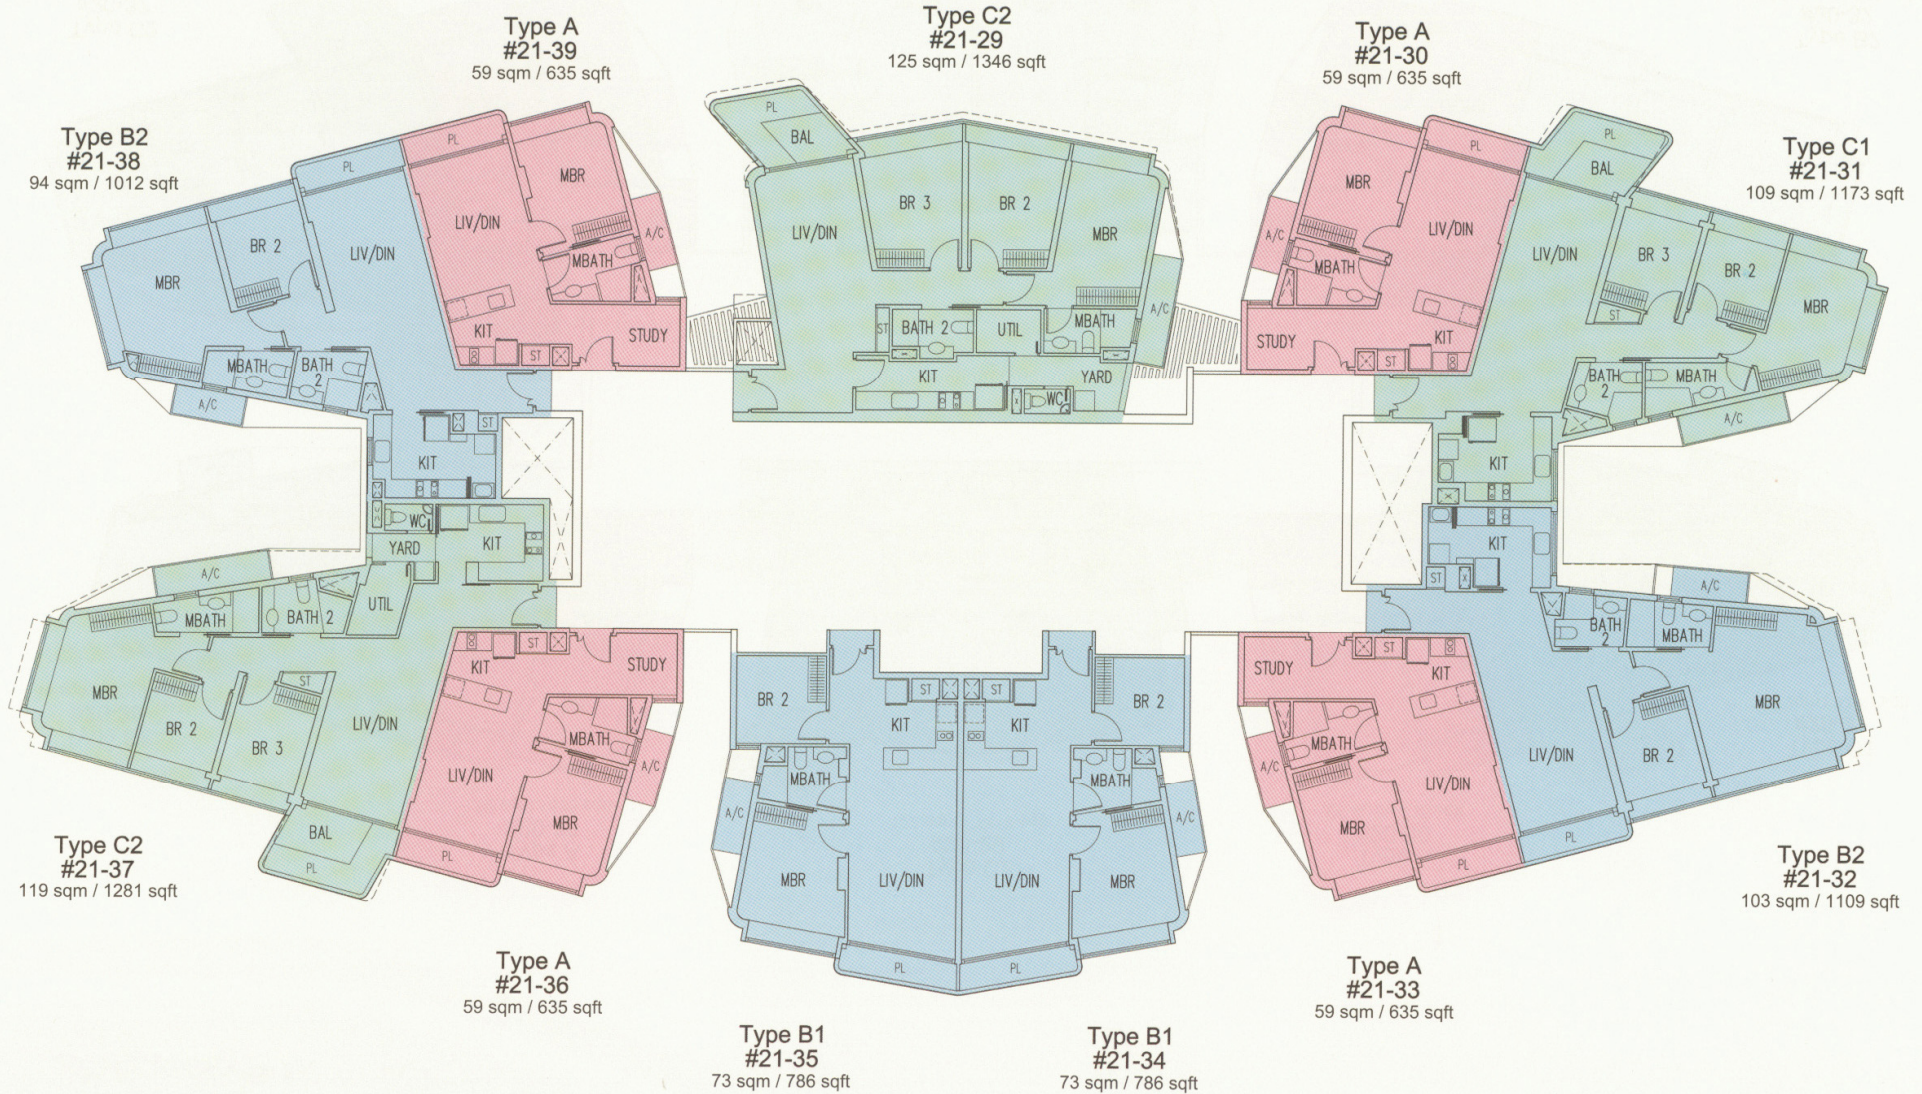 Type A
#21-39
59 sqm / 635 sqft
Type C2
#21-29
125 sqm / 1346 sqft
Type A
#21-30
59 sqm / 635 sqft
Type B2
#21-38
94 sqm / 1012 sqft
Type C1
#21-31
109 sqm / 1173 sqft
PL
LIV/DIN
BR 2
MBR
MBATH
BATH 2
A/C
ST
KIT
PL
MBR
LIV/DIN
MBATH
A/C
KIT
ST
STUDY
PL
BAL
LIV/DIN
BR 3
BR 2
MBR
ST
BATH 2
UTIL
MBATH
A/C
KIT
YARD
WC
PL
MBR
LIV/DIN
A/C
MBATH
STUDY
KIT
ST
PL
BAL
LIV/DIN
BR 3
BR 2
MBR
ST
BATH 2
MBATH
A/C
KIT
WC
YARD
KIT
A/C
MBATH
BATH 2
UTIL
MBR
BR 2
BR 3
ST
LIV/DIN
BAL
PL
KIT
ST
STUDY
MBATH
LIV/DIN
A/C
MBR
PL
BR 2
ST
KIT
MBATH
A/C
MBR
LIV/DIN
PL
ST
KIT
BR 2
MBATH
A/C
LIV/DIN
MBR
PL
STUDY
ST
KIT
MBATH
A/C
LIV/DIN
MBR
PL
KIT
ST
A/C
BATH 2
MBATH
MBR
LIV/DIN
BR 2
PL
Type C2
#21-37
119 sqm / 1281 sqft
Type B2
#21-32
103 sqm / 1109 sqft
Type A
#21-36
59 sqm / 635 sqft
Type A
#21-33
59 sqm / 635 sqft
Type B1
#21-35
73 sqm / 786 sqft
Type B1
#21-34
73 sqm / 786 sqft